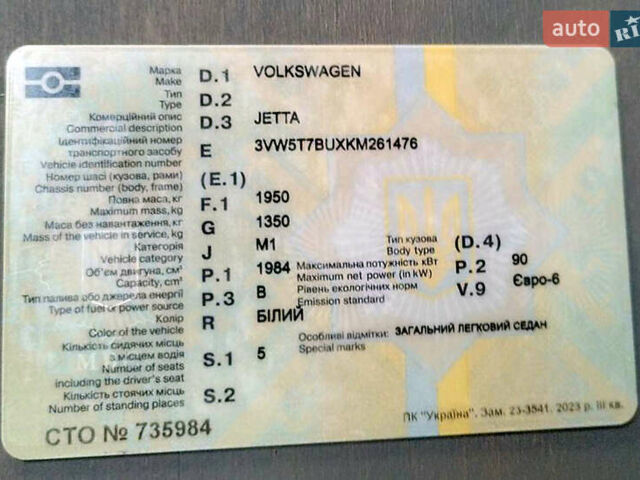 auto RIA
Марка D.1 VOLKSWAGEN
Make
Тип D.2
Type
Комерційний опис D.3 JETTA
Commercial description
Ідентифікаційний номер
транспортного засобу E 3VW5T7BUXKM261476
Vehicle identification number
Номер шасі (кузова, рами) (E.1)
Chassis number (body, frame)
Повна маса, кг F.1 1950
Maximum mass, kg
Маса без навантаження, кг G 1350
Mass of the vehicle in service, kg
Категорія J M1 Тип кузова (D.4)
Vehicle category Body type
Об'єм двигуна, см³ P.1 1984 Максимальна потужність кВт P.2 90
Capacity, cm³ Maximum net power (in kW)
Тип палива або джерела енергії P.3 B Рівень екологічних норм V.9 Євро-6
Type of fuel or power source Emission standard
Колір R БІЛИЙ
Color of the vehicle
Особливі відмітки: ЗАГАЛЬНИЙ ЛЕГКОВИЙ СЕДАН
Special marks
Кількість сидячих місць
з місцем водія S.1 5
Number of seats
including the driver's seat
Кількість стоячих місць S.2
Number of standing places
СТО № 735984
ПК "Україна". Зам. 23-3541. 2023 р. III кв.